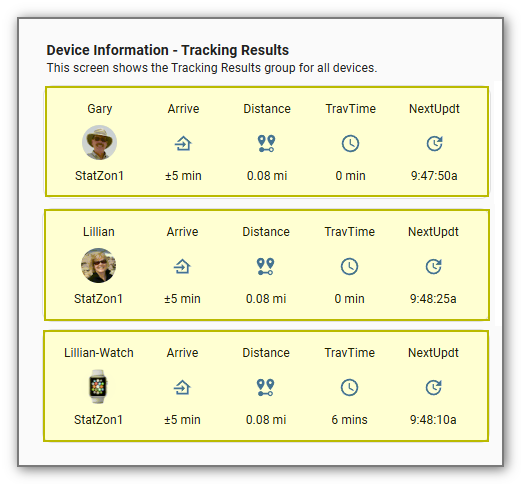 Device Information - Tracking Results
This screen shows the Tracking Results group for all devices.
Gary Arrive Distance TravTime NextUpdt
StatZon1 ±5 min 0.08 mi 0 min 9:47:50a
Lillian Arrive Distance TravTime NextUpdt
StatZon1 ±5 min 0.08 mi 0 min 9:48:25a
Lillian-Watch Arrive Distance TravTime NextUpdt
StatZon1 ±5 min 0.08 mi 6 mins 9:48:10a